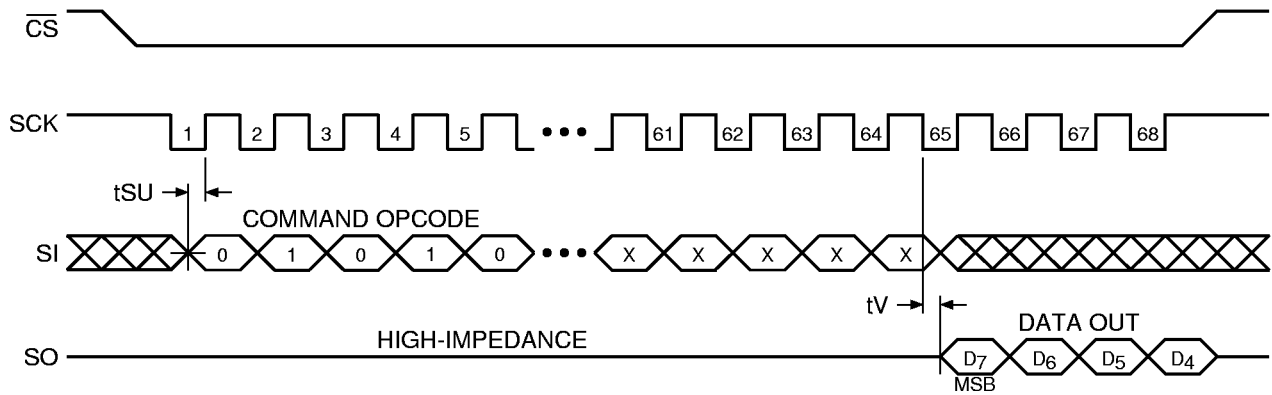 CS
SCK 1 2 3 4 5 ••• 61 62 63 64 65 66 67 68
tSU
COMMAND OPCODE
SI 0 1 0 1 0 ••• X X X X X
tV
HIGH-IMPEDANCE
DATA OUT
SO D7 D6 D5 D4
MSB